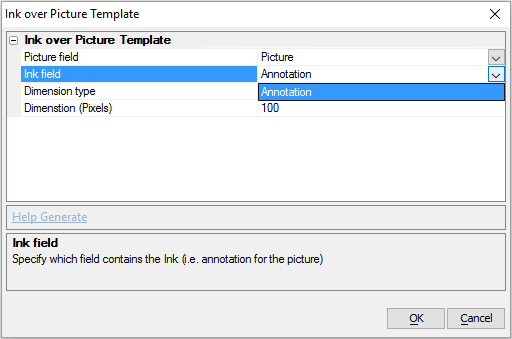 Ink over Picture Template
Ink over Picture Template
Picture field Picture
Ink field Annotation
Dimension type Annotation
Dimenstion (Pixels) 100
Help Generate
Ink field
Specify which field contains the Ink (i.e. annotation for the picture)
OK Cancel